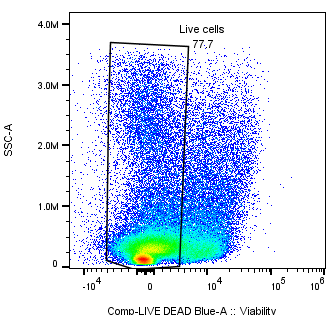 Live cells
77.7
4.0M
3.0M
2.0M
1.0M
0
SSC-A
-10^4 0 10^4 10^5 10^6
Comp-LIVE DEAD Blue-A :: Viability